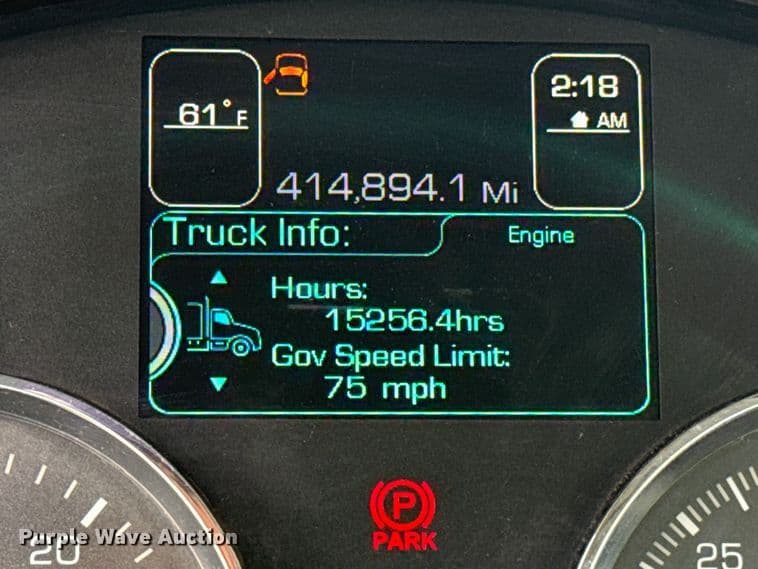 61°F
2:18
AM
414,894.1 Mi
Truck Info:
Engine
Hours:
15256.4hrs
Gov Speed Limit:
75 mph
P
PARK
Purple Wave Auction
20
25